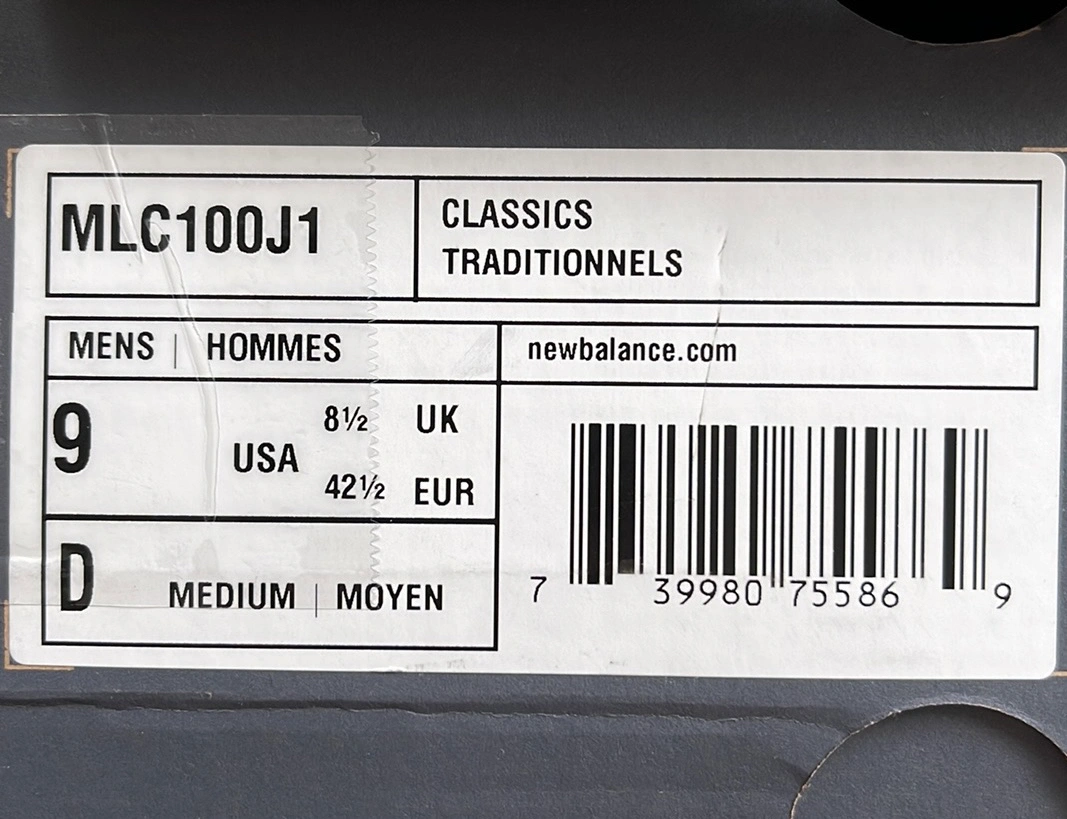 MLC100J1
CLASSICS
TRADITIONNELS
MENS | HOMMES
newbalance.com
9 USA
8½ UK
42½ EUR
D MEDIUM | MOYEN
7 39980 75586 9